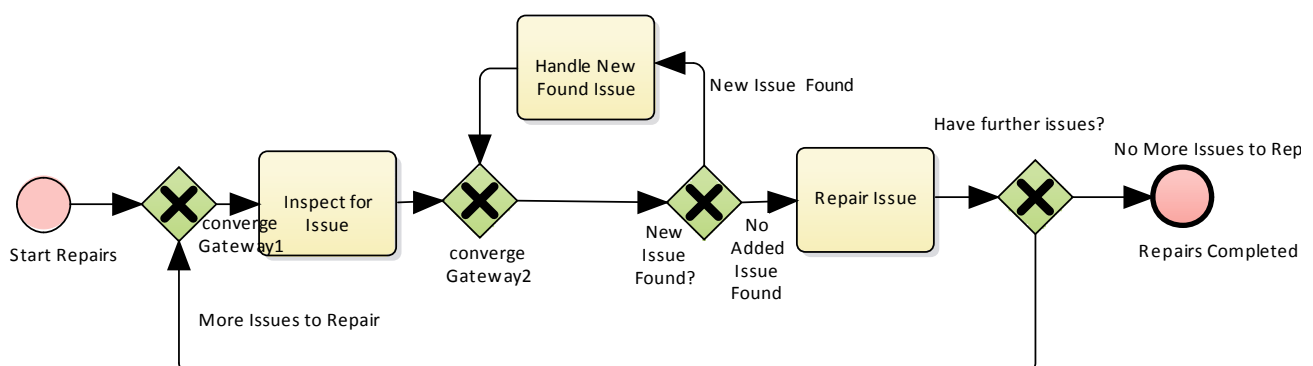 Handle New
Found Issue
New Issue  Found
Have further issues?
No More Issues to Rep
Start Repairs
converge
Gateway1
Inspect for
Issue
converge
Gateway2
New
Issue
Found?
No
Added
Issue
Found
Repair Issue
Repairs Completed
More Issues to Repair